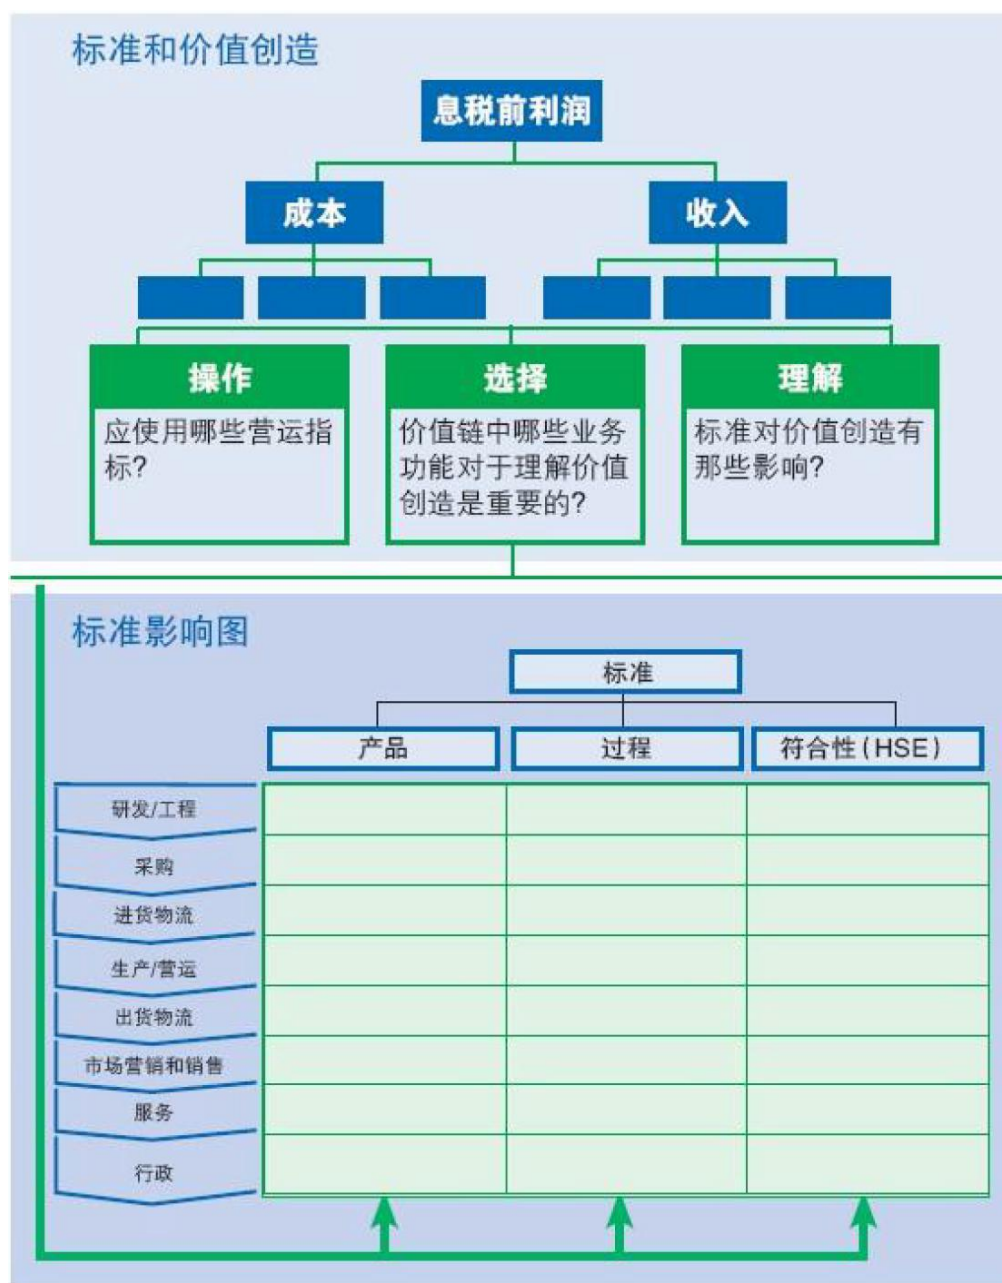 标准和价值创造
息税前利润
成本
收入
操作
选择
理解
应使用哪些营运指
标?
价值链中哪些业务
功能对于理解价值
创造是重要的?
标准对价值创造有
那些影响?
标准影响图
标准
产品
过程
符合性(HSE)
研发/工程
采购
进货物流
生产/营运
出货物流
市场营销和销售
服务
行政